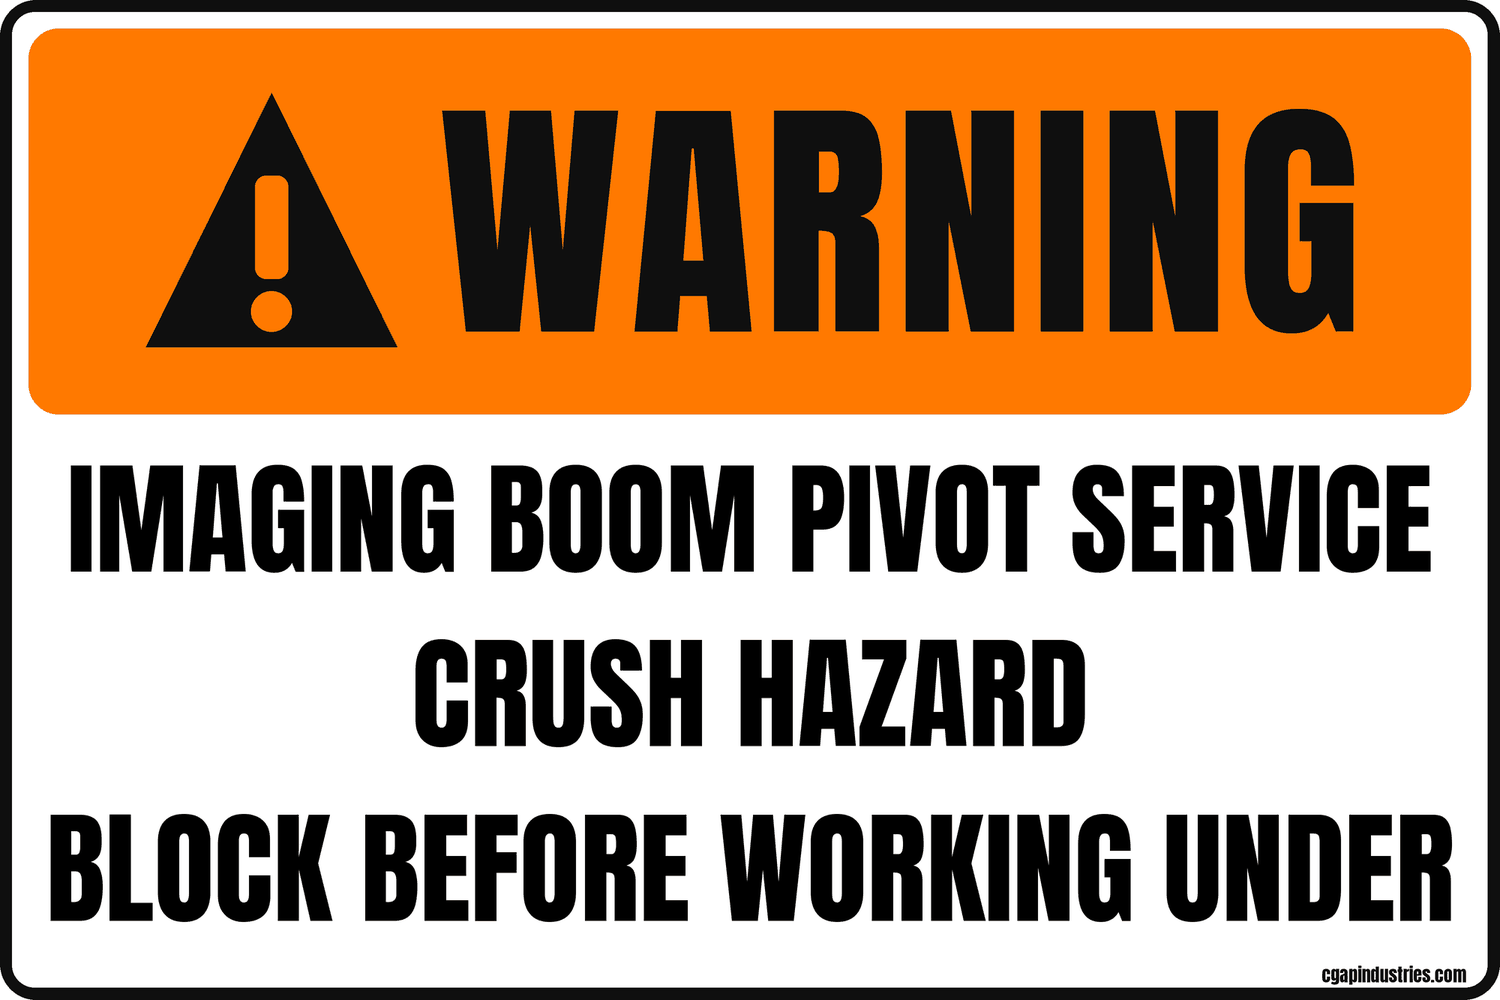 WARNING
IMAGING BOOM PIVOT SERVICE
CRUSH HAZARD
BLOCK BEFORE WORKING UNDER
cgapindustries.com